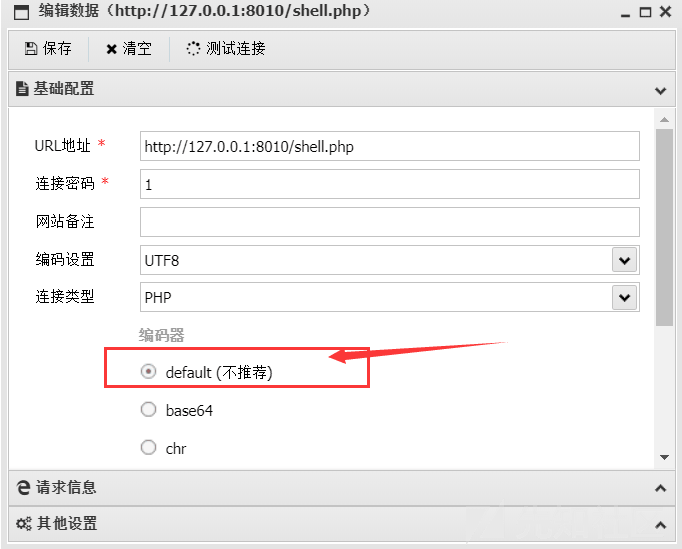 编辑数据（http://127.0.0.1:8010/shell.php）
保存 清空 测试连接
基础配置
URL地址 * http://127.0.0.1:8010/shell.php
连接密码 * 1
网站备注
编码设置 UTF8
连接类型 PHP
编码器
default (不推荐)
base64
chr
请求信息
其他设置